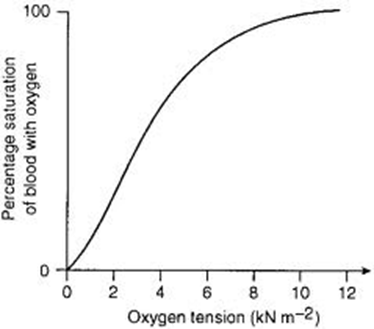 100
Percentage saturation
of blood with oxygen
0
0 2 4 6 8 10 12
Oxygen tension (kN m−2)